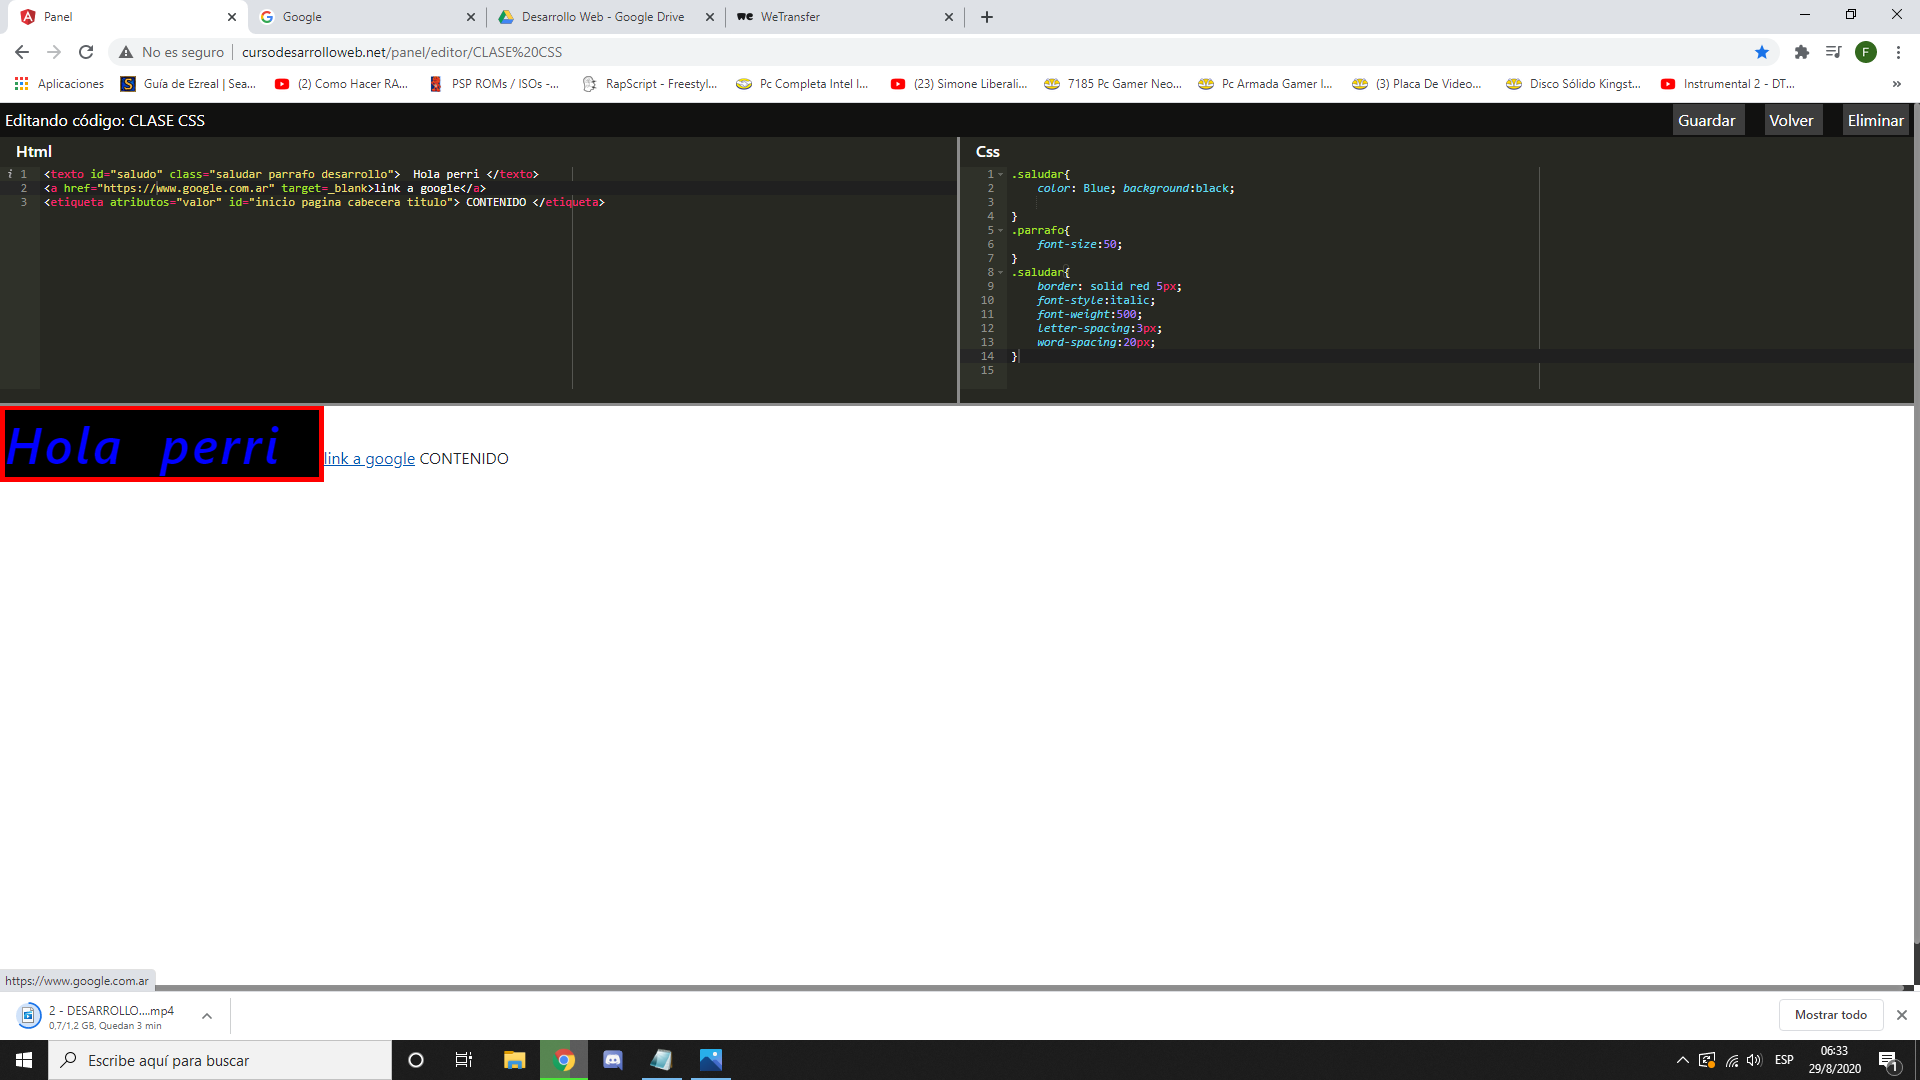 Panel
Google
Desarrollo Web - Google Drive
WeTransfer
No es seguro
cursodesarrolloweb.net/panel/editor/CLASE%20CSS
F
Aplicaciones
Guía de Ezreal | Sea...
(2) Como Hacer RA...
PSP ROMs / ISOs -...
RapScript - Freestyl...
Pc Completa Intel I...
(23) Simone Liberali...
7185 Pc Gamer Neo...
Pc Armada Gamer I...
(3) Placa De Video...
Disco Sólido Kingst...
Instrumental 2 - DT...
»
Editando código: CLASE CSS
Guardar
Volver
Eliminar
Html
i 1 <texto id="saludo" class="saludar parrafo desarrollo">  Hola perri </texto>
2 <a href="https://www.google.com.ar" target=_blank>link a google</a>
3 <etiqueta atributos="valor" id="inicio pagina cabecera titulo"> CONTENIDO </etiqueta>
Css
1 .saludar{
2 color: Blue; background:black;
3
4 }
5 .parrafo{
6 font-size:50;
7 }
8 .saludar{
9 border: solid red 5px;
10 font-style:italic;
11 font-weight:500;
12 letter-spacing:3px;
13 word-spacing:20px;
14 }
15
Hola perri link a google CONTENIDO
https://www.google.com.ar
2 - DESARROLLO....mp4
0,7/1,2 GB, Quedan 3 min
Mostrar todo
Escribe aquí para buscar
ESP
06:33
29/8/2020
1